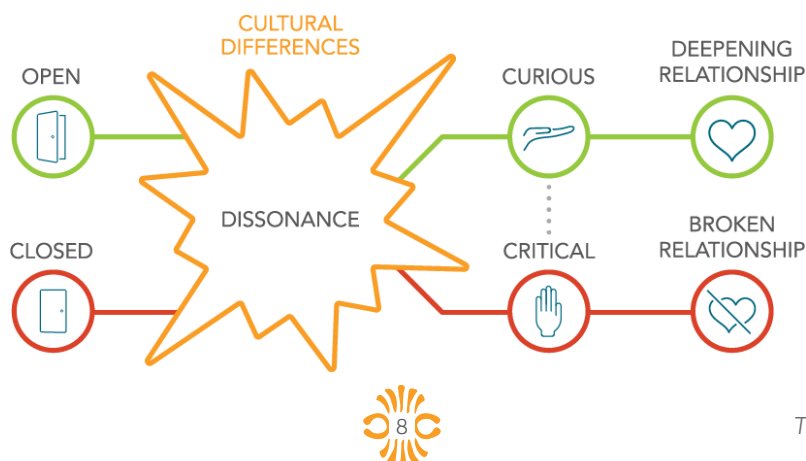 CULTURAL
DIFFERENCES
OPEN
CURIOUS
DEEPENING
RELATIONSHIP
DISSONANCE
CLOSED
CRITICAL
BROKEN
RELATIONSHIP
8
T